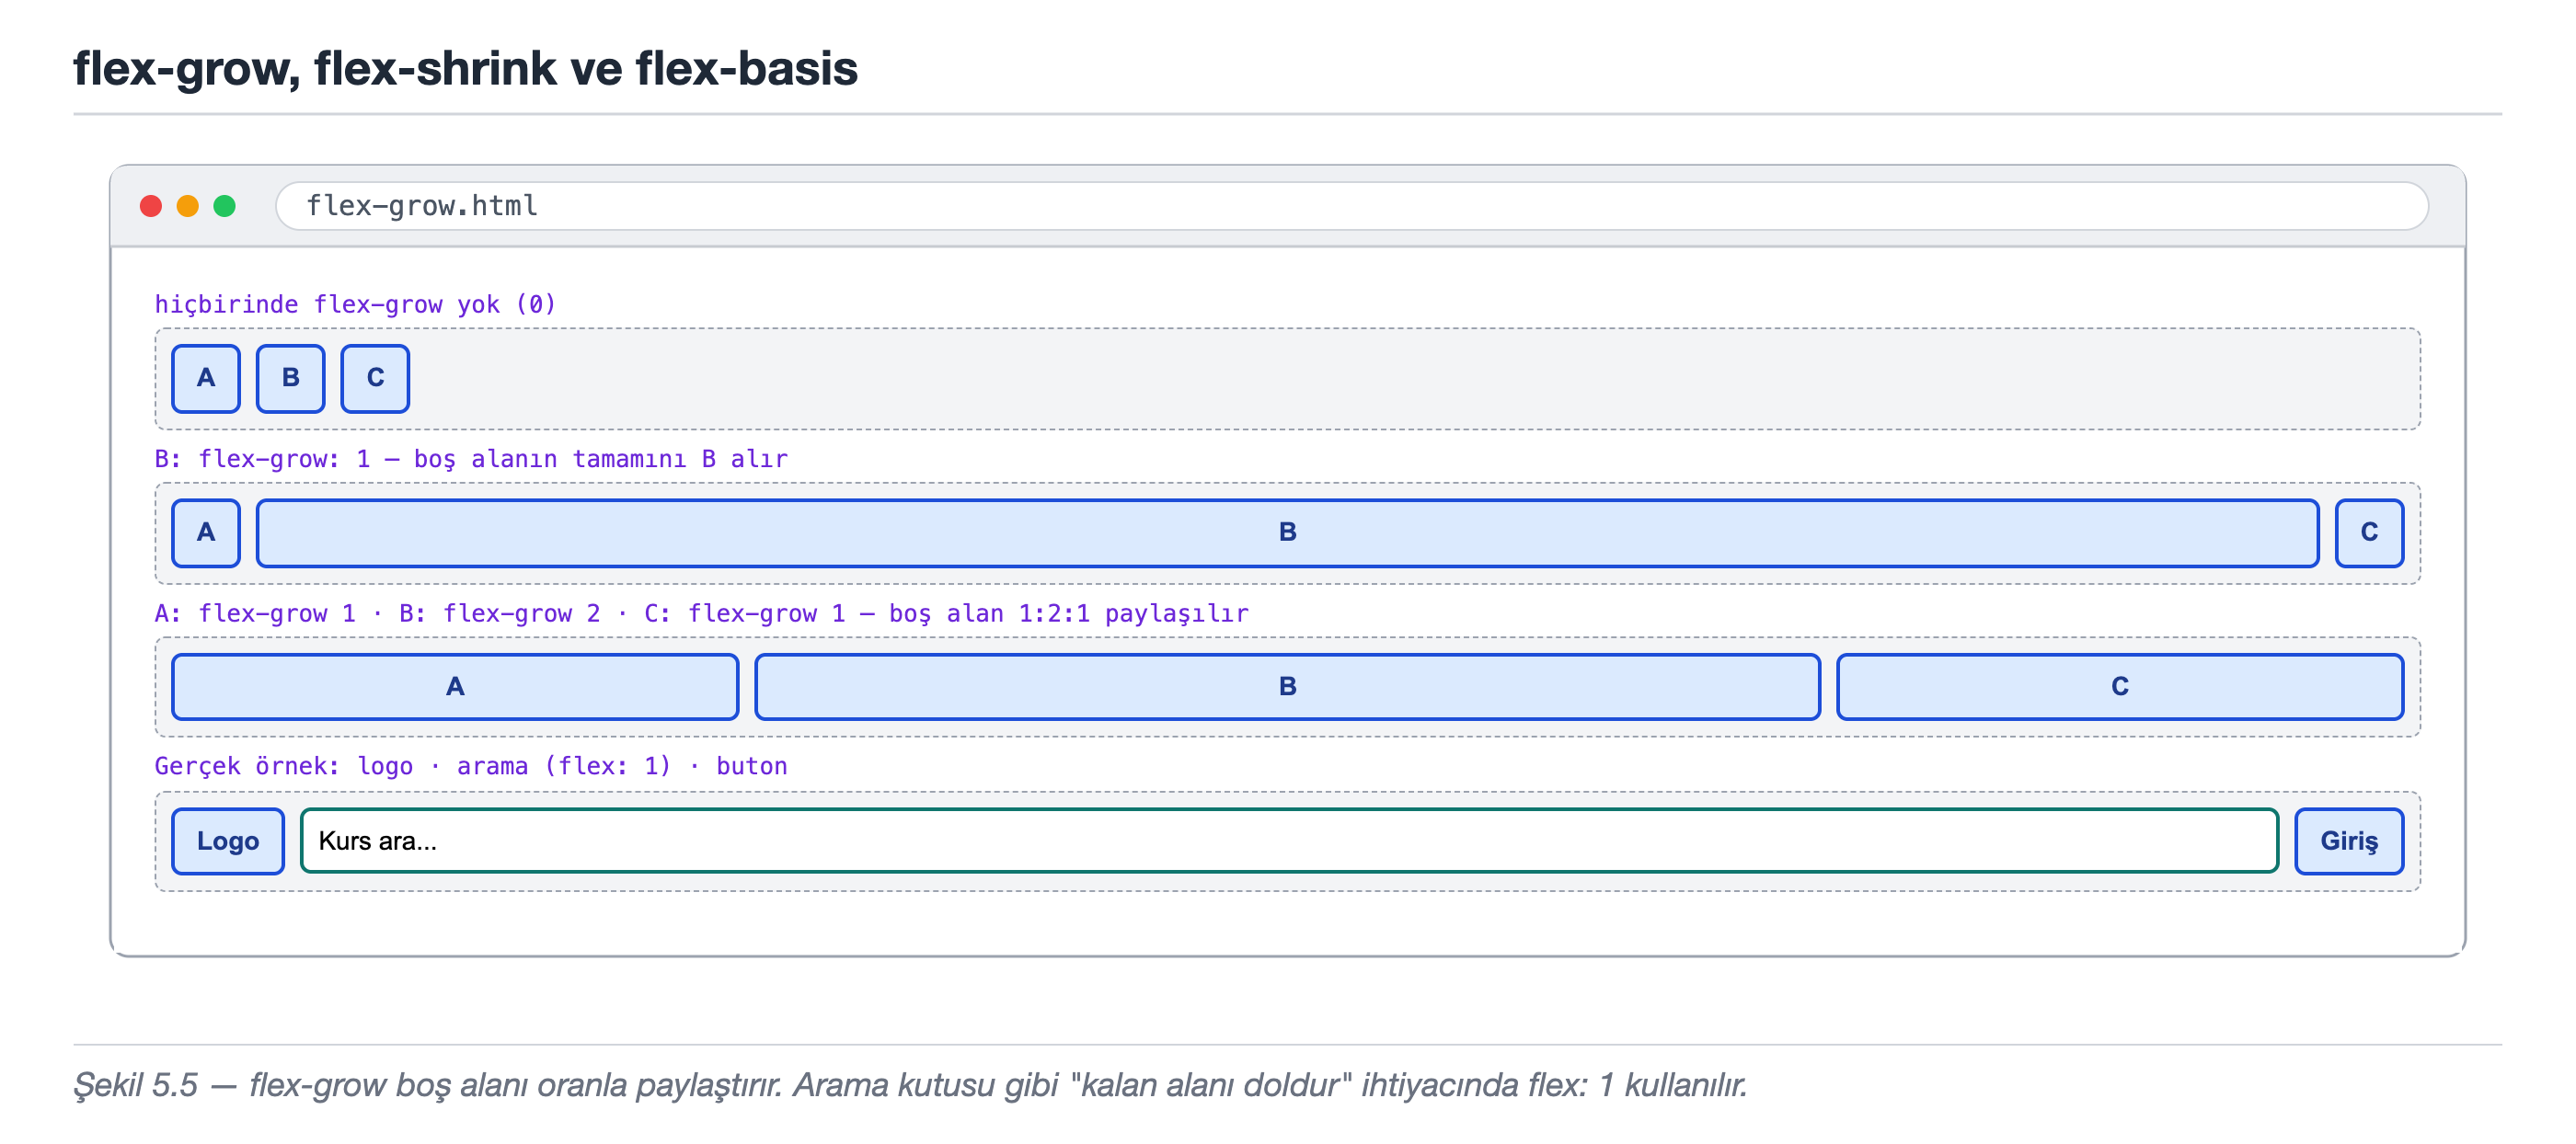 flex-grow, flex-shrink ve flex-basis
flex-grow.html
hiçbirinde flex-grow yok (0)
A B C
B: flex-grow: 1 — boş alanın tamamını B alır
A B C
A: flex-grow 1 · B: flex-grow 2 · C: flex-grow 1 — boş alan 1:2:1 paylaşılır
A B C
Gerçek örnek: logo · arama (flex: 1) · buton
Logo Kurs ara... Giriş
Şekil 5.5 — flex-grow boş alanı oranla paylaştırır. Arama kutusu gibi "kalan alanı doldur" ihtiyacında flex: 1 kullanılır.